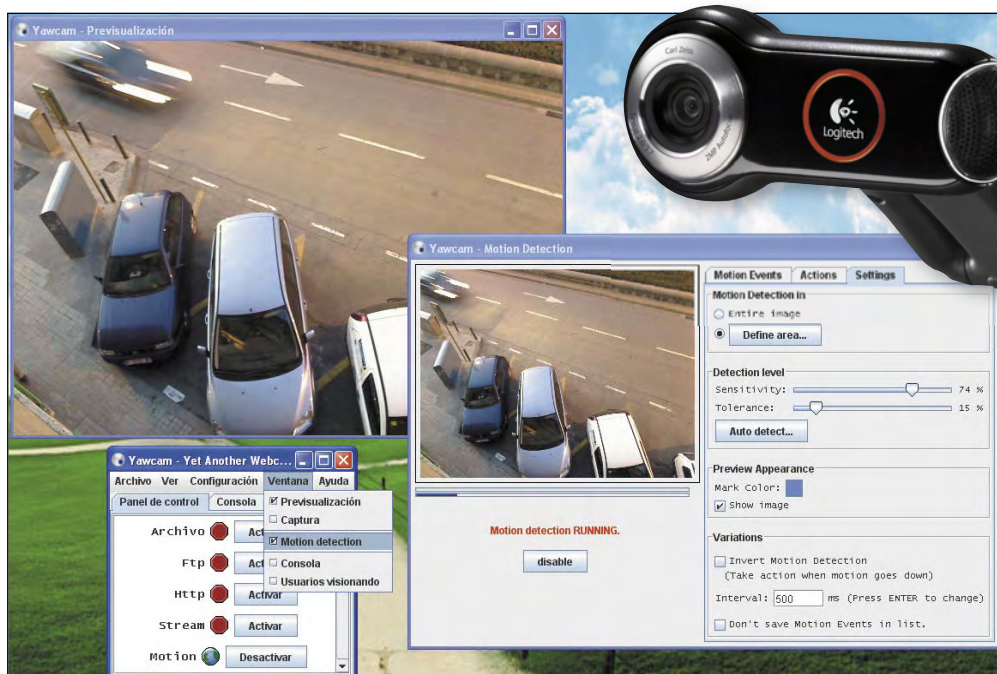 Yawcam - Previsualización
Carl Zeiss
2MP Autofocus
Logitech
Yawcam - Motion Detection
Motion Events Actions Settings
Motion Detection in
Entire image
Define area...
Detection level
Sensitivity: 74 %
Tolerance: 15 %
Auto detect...
Preview Appearance
Mark Color:
Show image
Variations
Invert Motion Detection
(Take action when motion goes down)
Interval: 500 ms (Press ENTER to change)
Don't save Motion Events in list.
Motion detection RUNNING.
disable
Yawcam - Yet Another Webc...
Archivo Ver Configuración Ventana Ayuda
Panel de control Consola
Previsualización
Captura
Motion detection
Consola
Usuarios visionando
Archivo Act
Ftp Act
Http Activar
Stream Activar
Motion Desactivar